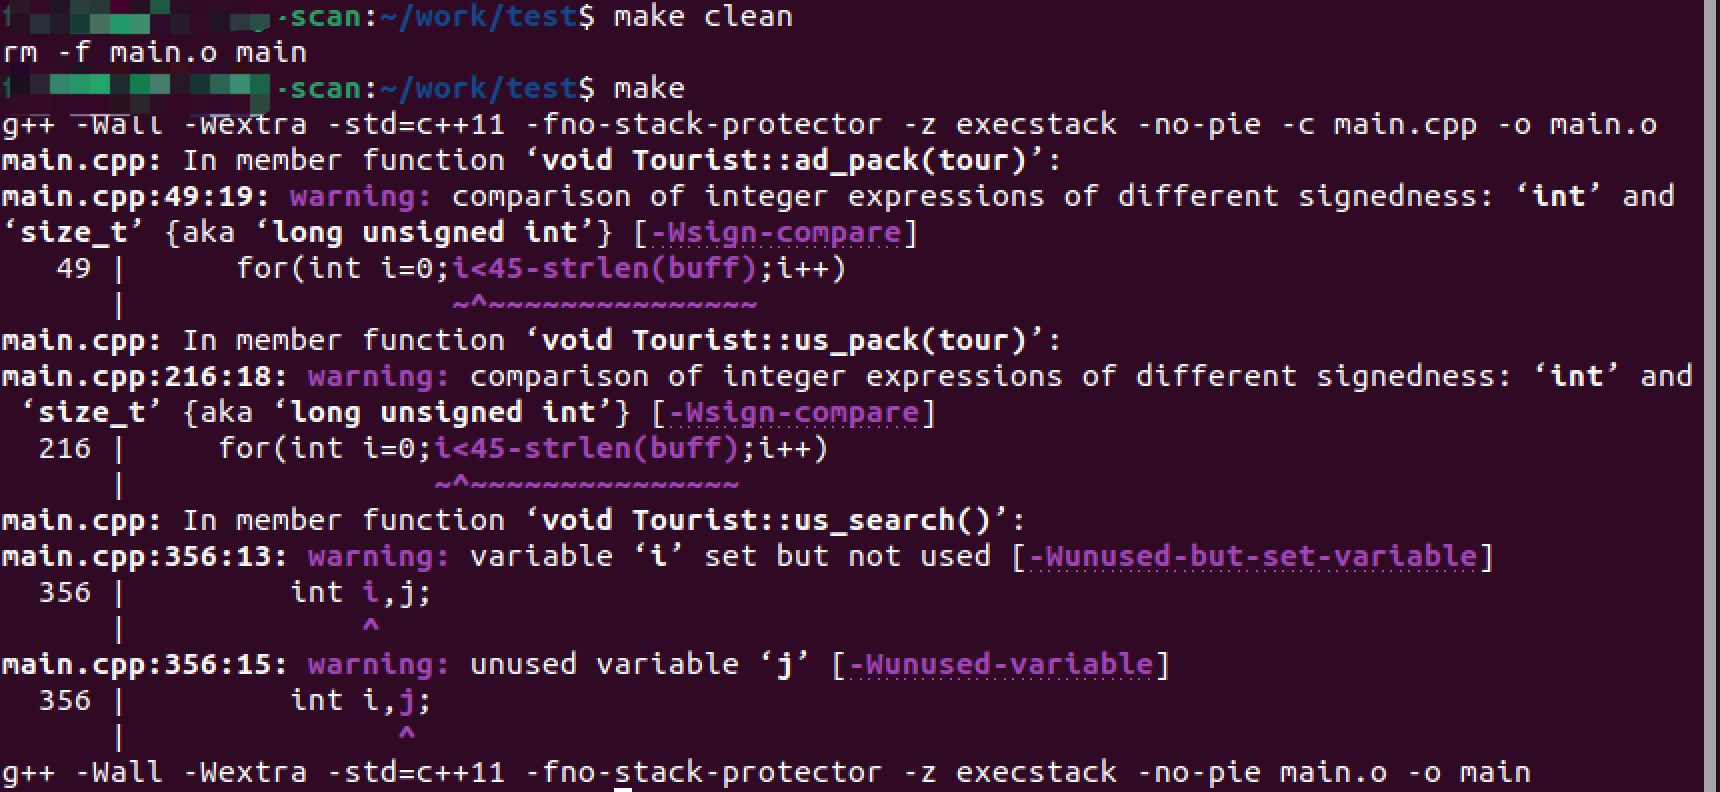 -scan:~/work/test$ make clean
rm -f main.o main
-scan:~/work/test$ make
g++ -Wall -Wextra -std=c++11 -fno-stack-protector -z execstack -no-pie -c main.cpp -o main.o
main.cpp: In member function ‘void Tourist::ad_pack(tour)’:
main.cpp:49:19: warning: comparison of integer expressions of different signedness: ‘int’ and
‘size_t’ {aka ‘long unsigned int’} [-Wsign-compare]
   49 |      for(int i=0;i<45-strlen(buff);i++)
      |                  ~^~~~~~~~~~~~~~~~
main.cpp: In member function ‘void Tourist::us_pack(tour)’:
main.cpp:216:18: warning: comparison of integer expressions of different signedness: ‘int’ and
 ‘size_t’ {aka ‘long unsigned int’} [-Wsign-compare]
  216 |     for(int i=0;i<45-strlen(buff);i++)
      |                 ~^~~~~~~~~~~~~~~~
main.cpp: In member function ‘void Tourist::us_search()’:
main.cpp:356:13: warning: variable ‘i’ set but not used [-Wunused-but-set-variable]
  356 |         int i,j;
      |             ^
main.cpp:356:15: warning: unused variable ‘j’ [-Wunused-variable]
  356 |         int i,j;
      |               ^
g++ -Wall -Wextra -std=c++11 -fno-stack-protector -z execstack -no-pie main.o -o main